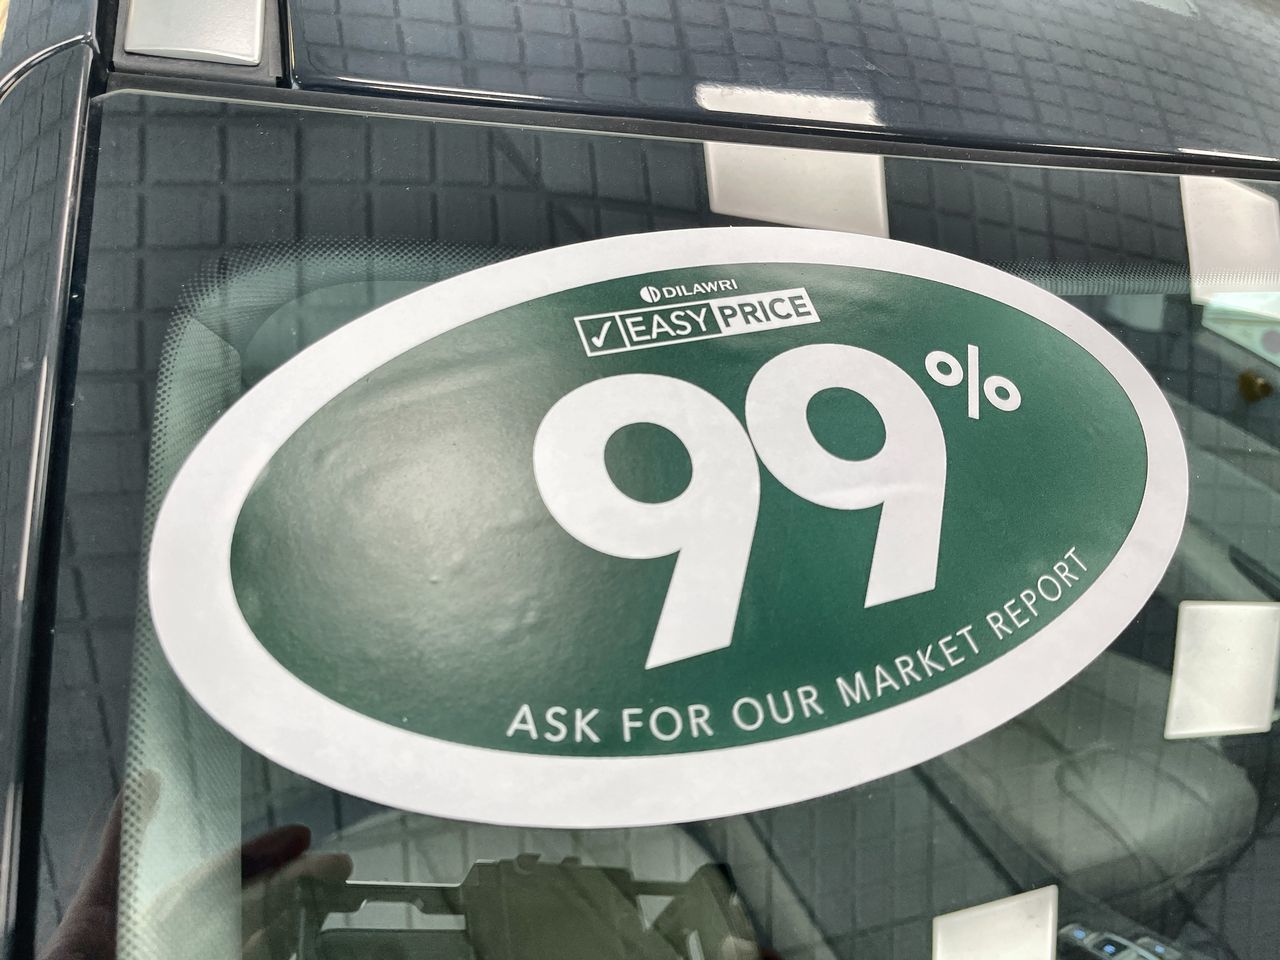 DILAWRI
EASY PRICE
99%
ASK FOR OUR MARKET REPORT